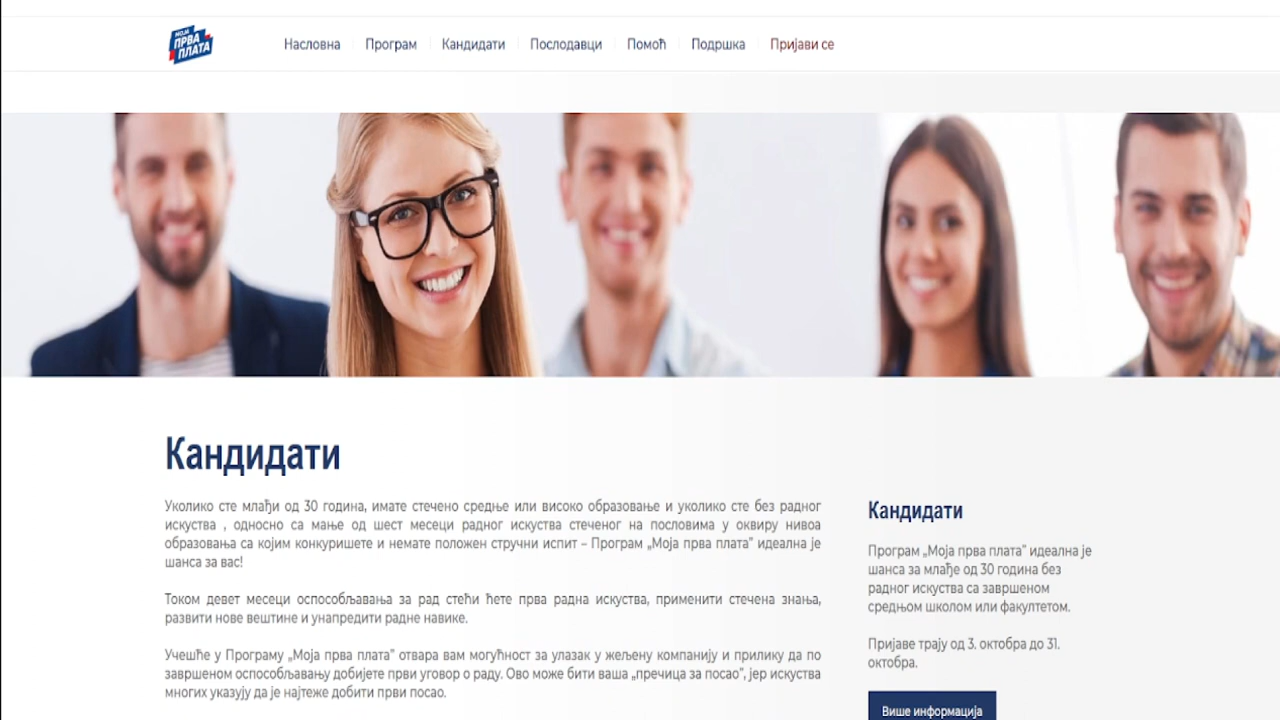 МОЈА
ПРВА
ПЛАТА
Насловна Програм Кандидати Послодавци Помоћ Подршка Пријави се
Кандидати
Уколико сте млађи од 30 година, имате стечено средње или високо образовање и уколико сте без радног
искуства , односно са мање од шест месеци радног искуства стеченог на пословима у оквиру нивоа
образовања са којим конкуришете и немате положен стручни испит – Програм „Моја прва плата” идеална је
шанса за вас!
Током девет месеци оспособљавања за рад стећи ћете прва радна искуства, применити стечена знања,
развити нове вештине и унапредити радне навике.
Учешће у Програму „Моја прва плата” отвара вам могућност за улазак у жељену компанију и прилику да по
завршеном оспособљавању добијете први уговор о раду. Ово може бити ваша „пречица за посао”, јер искуства
многих указују да је најтеже добити први посао.
Кандидати
Програм „Моја прва плата” идеална је
шанса за млађе од 30 година без
радног искуства са завршеном
средњом школом или факултетом.
Пријаве трају од 3. октобра до 31.
октобра.
Више информација